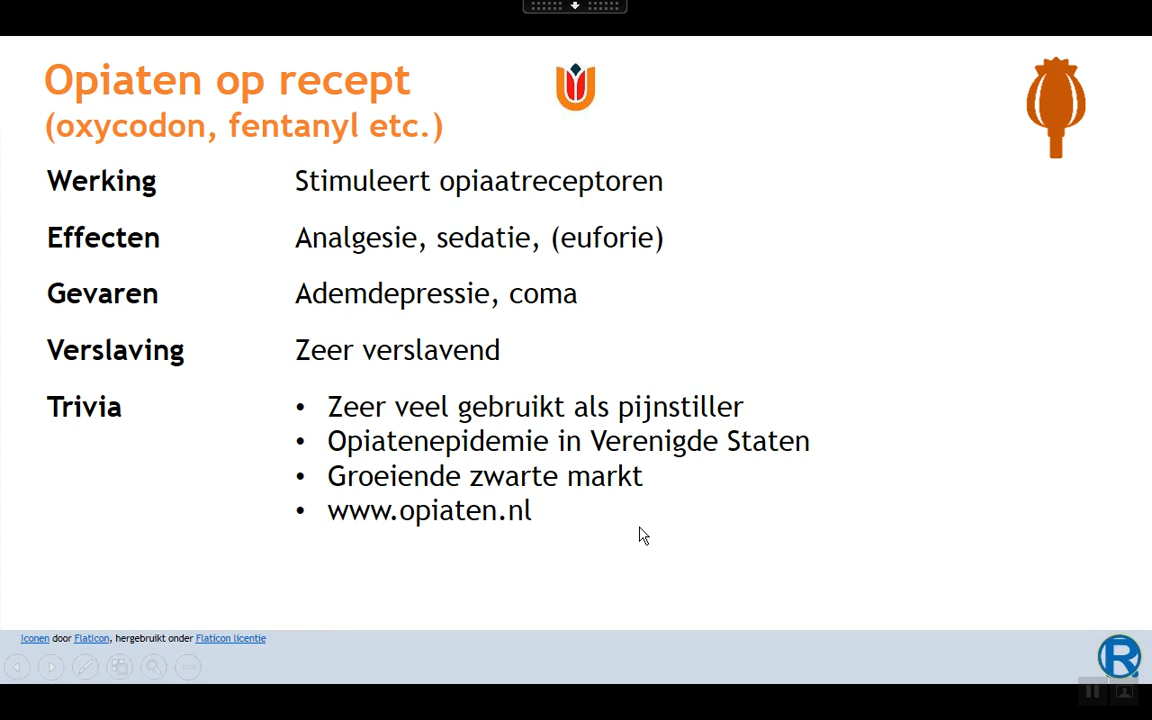 Opiaten op recept
(oxycodon, fentanyl etc.)
Werking Stimuleert opiaatreceptoren
Effecten Analgesie, sedatie, (euforie)
Gevaren Ademdepressie, coma
Verslaving Zeer verslavend
Trivia • Zeer veel gebruikt als pijnstiller
• Opiatenepidemie in Verenigde Staten
• Groeiende zwarte markt
• www.opiaten.nl
Iconen door Flaticon, hergebruikt onder Flaticon licentie
R